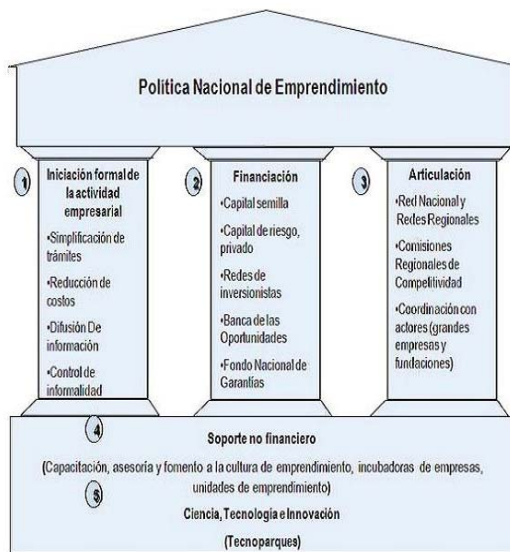 Política Nacional de Emprendimiento
1
Iniciación formal de
la actividad
empresarial
•Simplificación de
trámites
•Reducción de
costos
•Difusión De
información
•Control de
informalidad
2
Financiación
•Capital semilla
•Capital de riesgo,
privado
•Redes de
inversionistas
•Banca de las
Oportunidades
•Fondo Nacional de
Garantías
3
Articulación
•Red Nacional y
Redes Regionales
•Comisiones
Regionales de
Competitividad
•Coordinación con
actores (grandes
empresas y
fundaciones)
4
Soporte no financiero
(Capacitación, asesoría y fomento a la cultura de emprendimiento, incubadoras de empresas,
unidades de emprendimiento)
5
Ciencia, Tecnología e Innovación
(Tecnoparques)